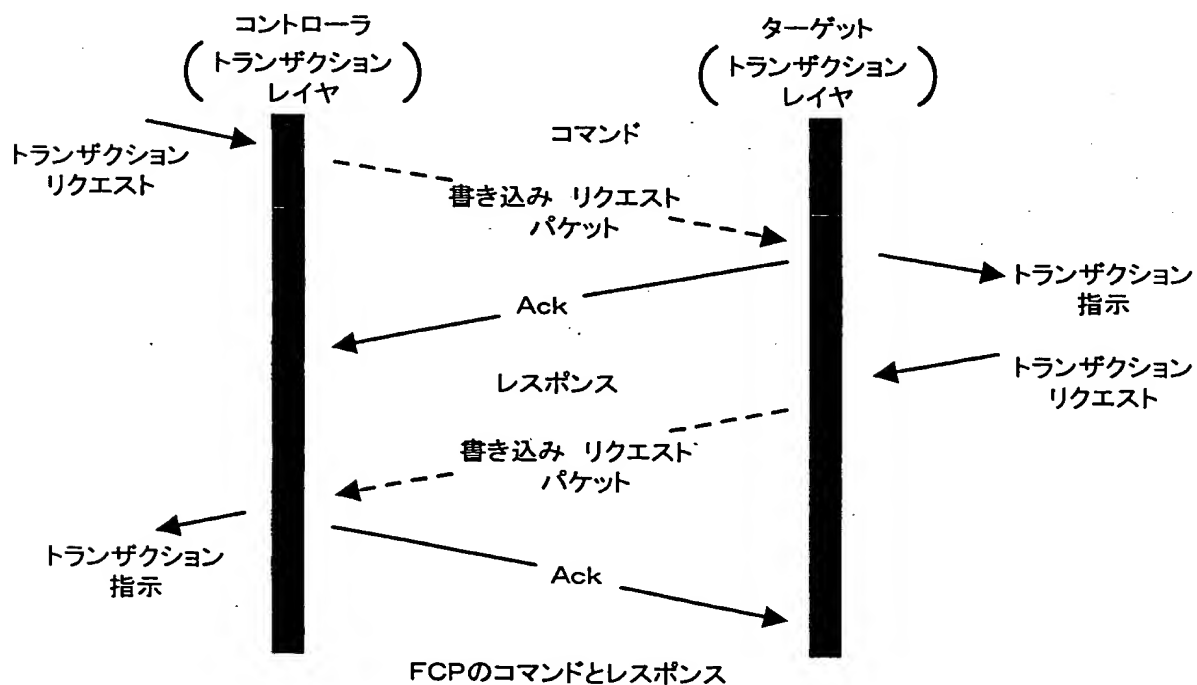 コントローラ
(トランザクション
レイヤ)
ターゲット
(トランザクション
レイヤ)
コマンド
トランザクション
リクエスト
書き込み リクエスト
パケット
トランザクション
指示
Ack
レスポンス
トランザクション
リクエスト
書き込み リクエスト
パケット
トランザクション
指示
Ack
FCPのコマンドとレスポンス